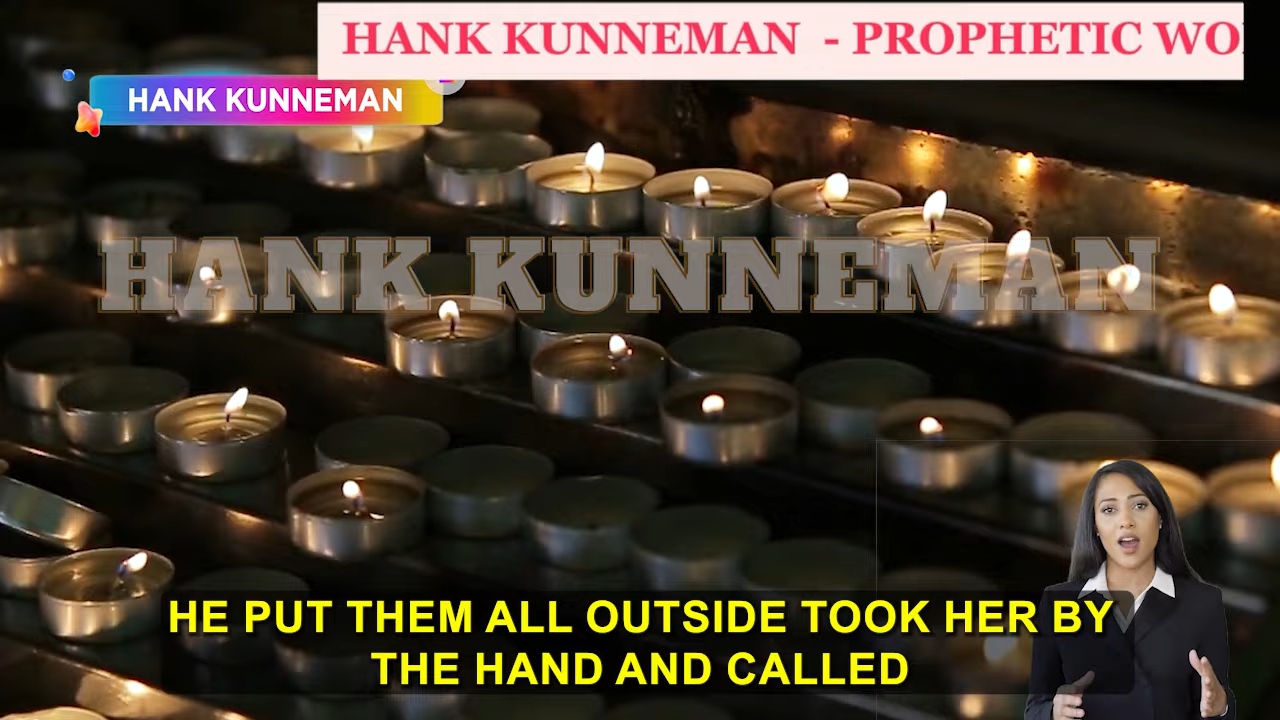 HANK KUNNEMAN - PROPHETIC
HANK KUNNEMAN
HANK KUNNEMAN
HE PUT THEM ALL OUTSIDE TOOK HER BY
THE HAND AND CALLED